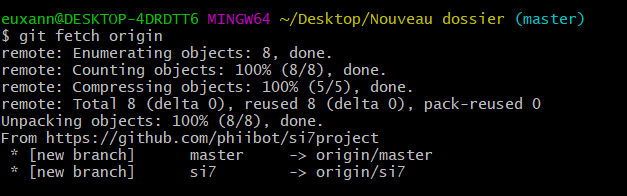 euxann@DESKTOP-4DRDTT6 MINGW64 ~/Desktop/Nouveau dossier (master)
$ git fetch origin
remote: Enumerating objects: 8, done.
remote: Counting objects: 100% (8/8), done.
remote: Compressing objects: 100% (5/5), done.
remote: Total 8 (delta 0), reused 8 (delta 0), pack-reused 0
Unpacking objects: 100% (8/8), done.
From https://github.com/phiibot/si7project
 * [new branch]      master     -> origin/master
 * [new branch]      si7        -> origin/si7